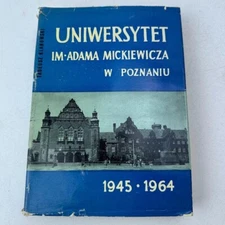 UNIWERSYTET
IM·ADAMA MICKIEWICZA
W POZNANIU
1945·1964